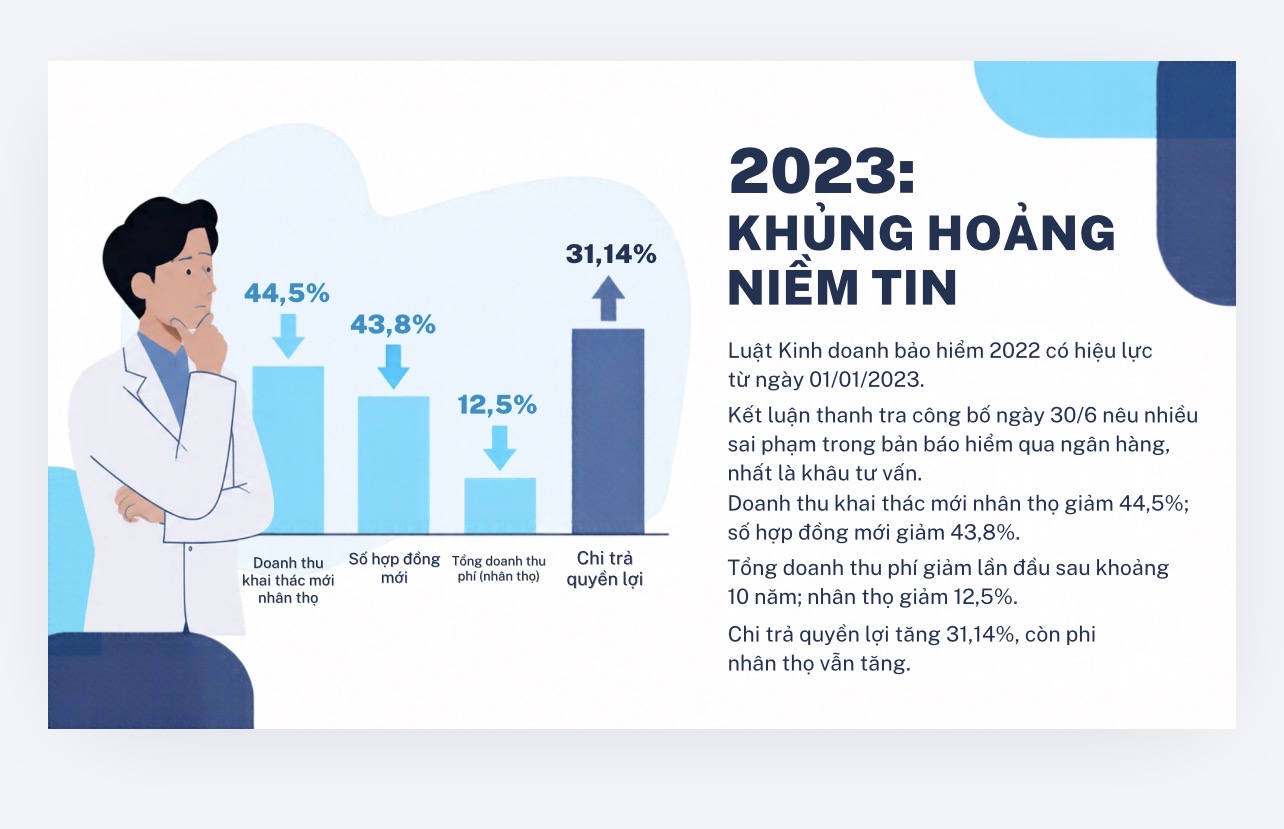 44,5%
43,8%
12,5%
31,14%
Doanh thu
khai thác mới
nhân thọ
Số hợp đồng
mới
Tổng doanh thu
phí (nhân thọ)
Chi trả
quyền lợi
2023:
KHỦNG HOẢNG
NIỀM TIN
Luật Kinh doanh bảo hiểm 2022 có hiệu lực
từ ngày 01/01/2023.
Kết luận thanh tra công bố ngày 30/6 nêu nhiều
sai phạm trong bản báo hiểm qua ngân hàng,
nhất là khâu tư vấn.
Doanh thu khai thác mới nhân thọ giảm 44,5%;
số hợp đồng mới giảm 43,8%.
Tổng doanh thu phí giảm lần đầu sau khoảng
10 năm; nhân thọ giảm 12,5%.
Chi trả quyền lợi tăng 31,14%, còn phi
nhân thọ vẫn tăng.